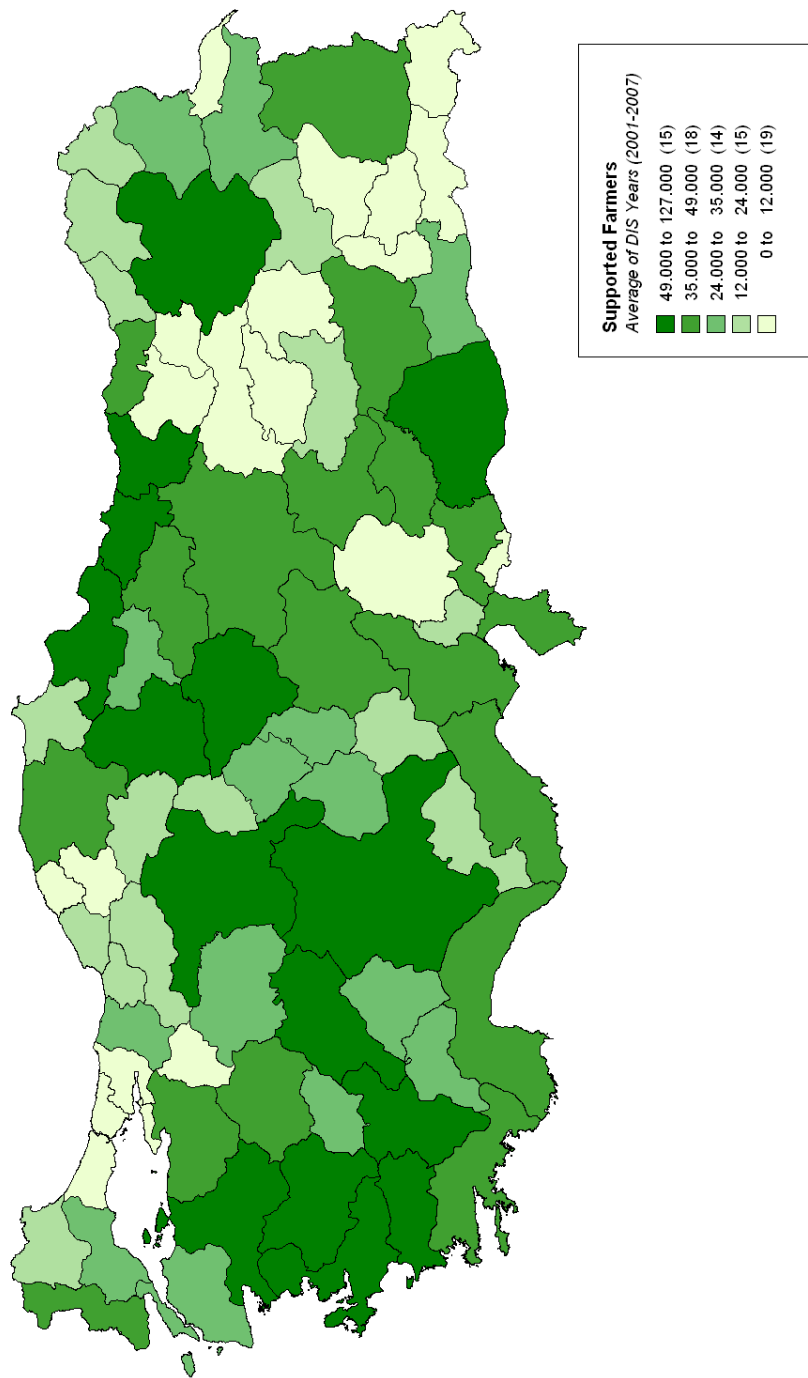 Supported Farmers
Average of DIS Years (2001-2007)
49.000 to 127.000 (15)
35.000 to 49.000 (18)
24.000 to 35.000 (14)
12.000 to 24.000 (15)
0 to 12.000 (19)